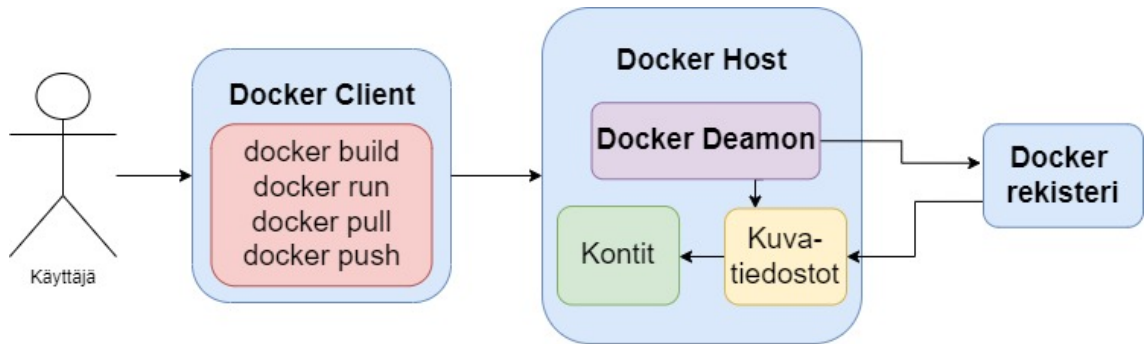 Käyttäjä
Docker Client
docker build
docker run
docker pull
docker push
Docker Host
Docker Deamon
Kontit
Kuva-
tiedostot
Docker
rekisteri